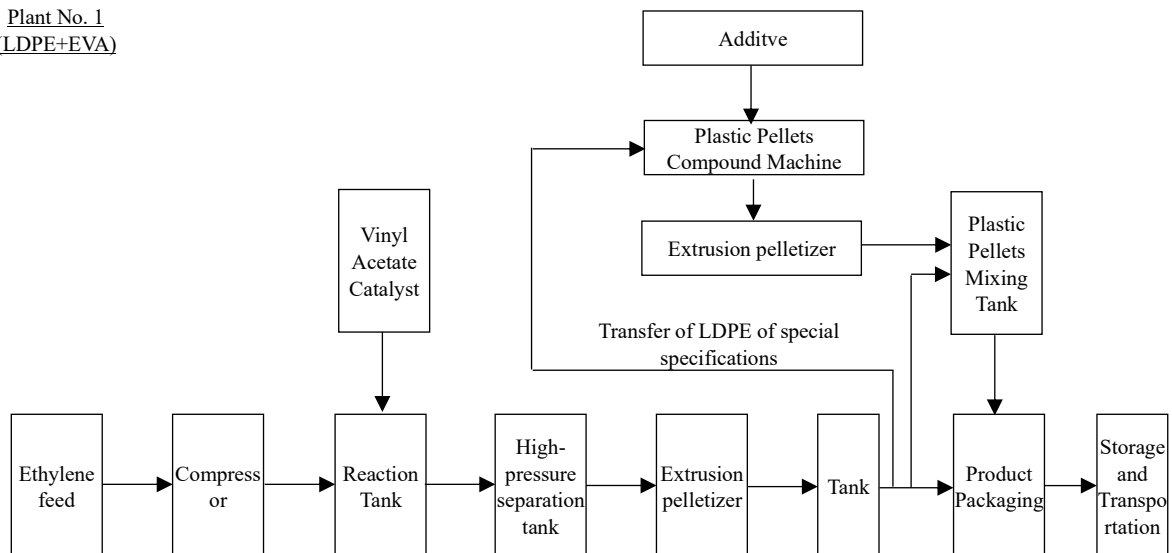 Plant No. 1
(LDPE+EVA)
Additve
Plastic Pellets
Compound Machine
Vinyl
Acetate
Catalyst
Extrusion pelletizer
Plastic
Pellets
Mixing
Tank
Transfer of LDPE of special
specifications
Ethylene
feed
Compress
or
Reaction
Tank
High-
pressure
separation
tank
Extrusion
pelletizer
Tank
Product
Packaging
Storage
and
Transpo
rtation